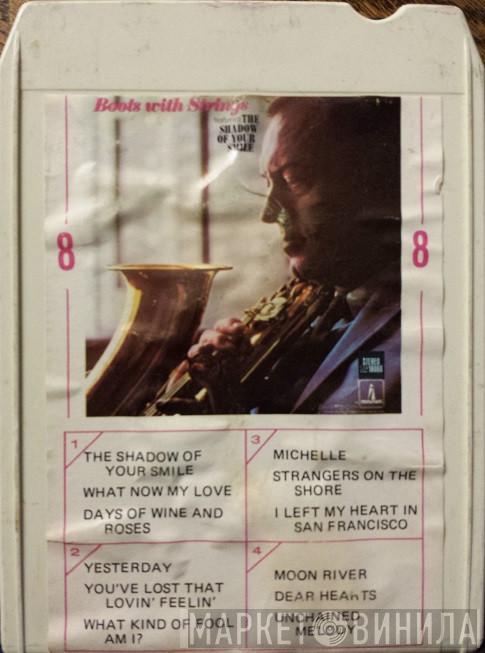 Boots with Strings
featuring THE
SHADOW
OF YOUR
SMILE
8
8
STEREO
1
THE SHADOW OF
YOUR SMILE
WHAT NOW MY LOVE
DAYS OF WINE AND
ROSES
3
MICHELLE
STRANGERS ON THE
SHORE
I LEFT MY HEART IN
SAN FRANCISCO
2
YESTERDAY
YOU'VE LOST THAT
LOVIN' FEELIN'
WHAT KIND OF FOOL
AM I?
4
MOON RIVER
DEAR HEARTS
UNCHAINED
MELODY
МАРКЕТ ВИНИЛА